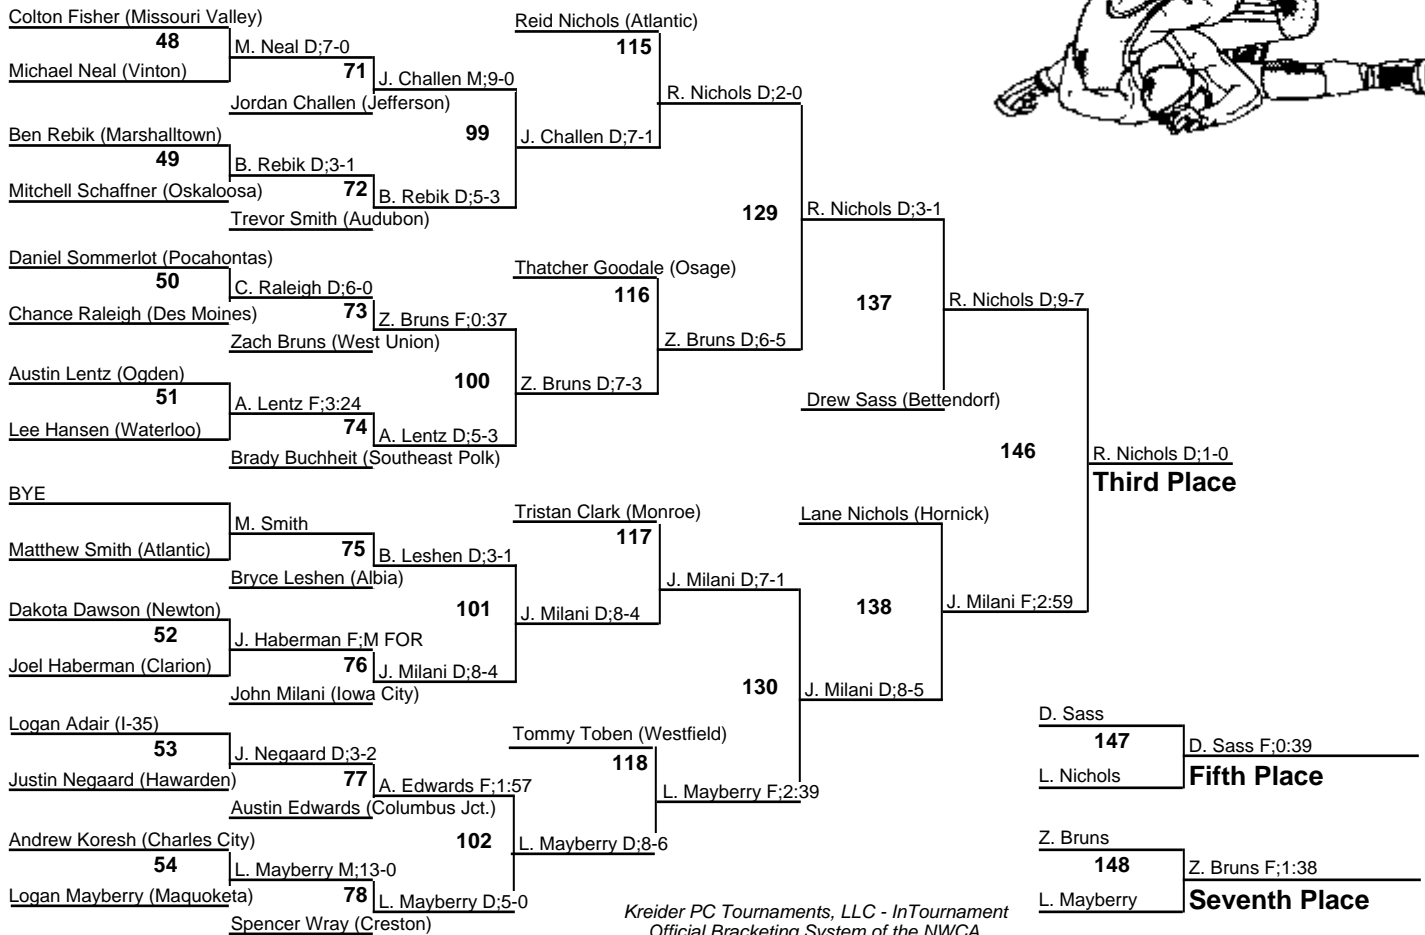 Colton Fisher (Missouri Valley)
48
M. Neal D;7-0
Michael Neal (Vinton)
71
J. Challen M;9-0
Jordan Challen (Jefferson)
99
Ben Rebik (Marshalltown)
49
B. Rebik D;3-1
Mitchell Schaffner (Oskaloosa)
72
B. Rebik D;5-3
Trevor Smith (Audubon)
Reid Nichols (Atlantic)
115
R. Nichols D;2-0
J. Challen D;7-1
129
R. Nichols D;3-1
Daniel Sommerlot (Pocahontas)
50
C. Raleigh D;6-0
Chance Raleigh (Des Moines)
73
Z. Bruns F;0:37
Zach Bruns (West Union)
100
Austin Lentz (Ogden)
51
A. Lentz F;3:24
Lee Hansen (Waterloo)
74
A. Lentz D;5-3
Brady Buchheit (Southeast Polk)
Thatcher Goodale (Osage)
116
Z. Bruns D;6-5
Z. Bruns D;7-3
137
R. Nichols D;9-7
Drew Sass (Bettendorf)
146
R. Nichols D;1-0
Third Place
BYE
M. Smith
Matthew Smith (Atlantic)
75
B. Leshen D;3-1
Bryce Leshen (Albia)
101
Dakota Dawson (Newton)
52
J. Haberman F;M FOR
Joel Haberman (Clarion)
76
J. Milani D;8-4
John Milani (Iowa City)
Tristan Clark (Monroe)
117
J. Milani D;7-1
J. Milani D;8-4
Lane Nichols (Hornick)
138
J. Milani F;2:59
130
J. Milani D;8-5
Logan Adair (I-35)
53
J. Negaard D;3-2
Justin Negaard (Hawarden)
77
A. Edwards F;1:57
Austin Edwards (Columbus Jct.)
102
Andrew Koresh (Charles City)
54
L. Mayberry M;13-0
Logan Mayberry (Maquoketa)
78
L. Mayberry D;5-0
Spencer Wray (Creston)
Tommy Toben (Westfield)
118
L. Mayberry F;2:39
L. Mayberry D;8-6
D. Sass
147
D. Sass F;0:39
L. Nichols
Fifth Place
Z. Bruns
148
Z. Bruns F;1:38
L. Mayberry
Seventh Place
Kreider PC Tournaments, LLC - InTournament
Official Bracketing System of the NWCA